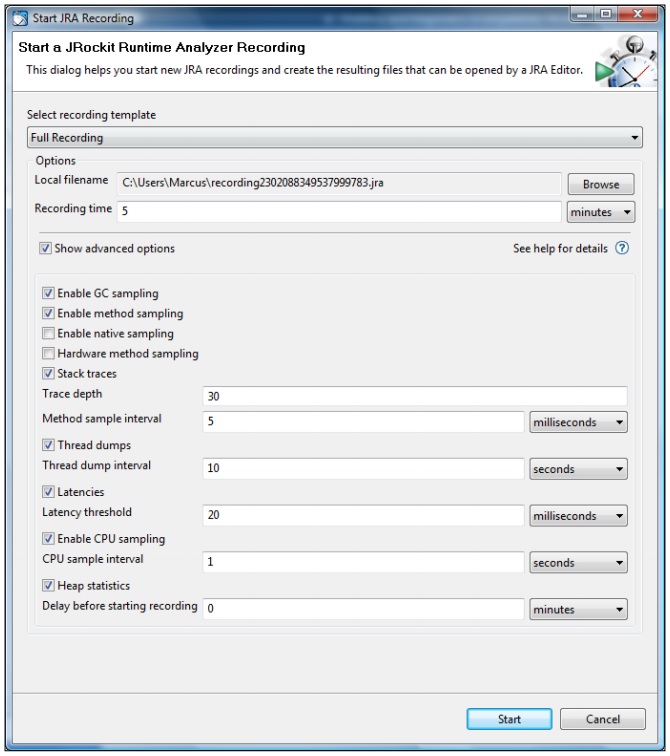 Start JRA Recording
Start a JRockit Runtime Analyzer Recording
This dialog helps you start new JRA recordings and create the resulting files that can be opened by a JRA Editor.
Select recording template
Full Recording
Options
Local filename C:\Users\Marcus\recording2302088349537999783.jra Browse
Recording time 5 minutes
Show advanced options See help for details ?
Enable GC sampling
Enable method sampling
Enable native sampling
Hardware method sampling
Stack traces
Trace depth 30
Method sample interval 5 milliseconds
Thread dumps
Thread dump interval 10 seconds
Latencies
Latency threshold 20 milliseconds
Enable CPU sampling
CPU sample interval 1 seconds
Heap statistics
Delay before starting recording 0 minutes
Start Cancel